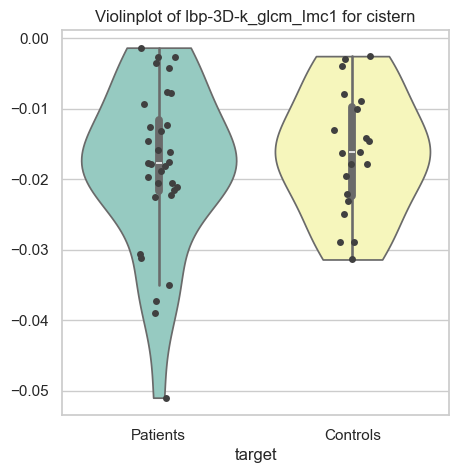 Violinplot of lbp-3D-k_glcm_Imc1 for cistern
0.00
−0.01
−0.02
−0.03
−0.04
−0.05
Patients
Controls
target